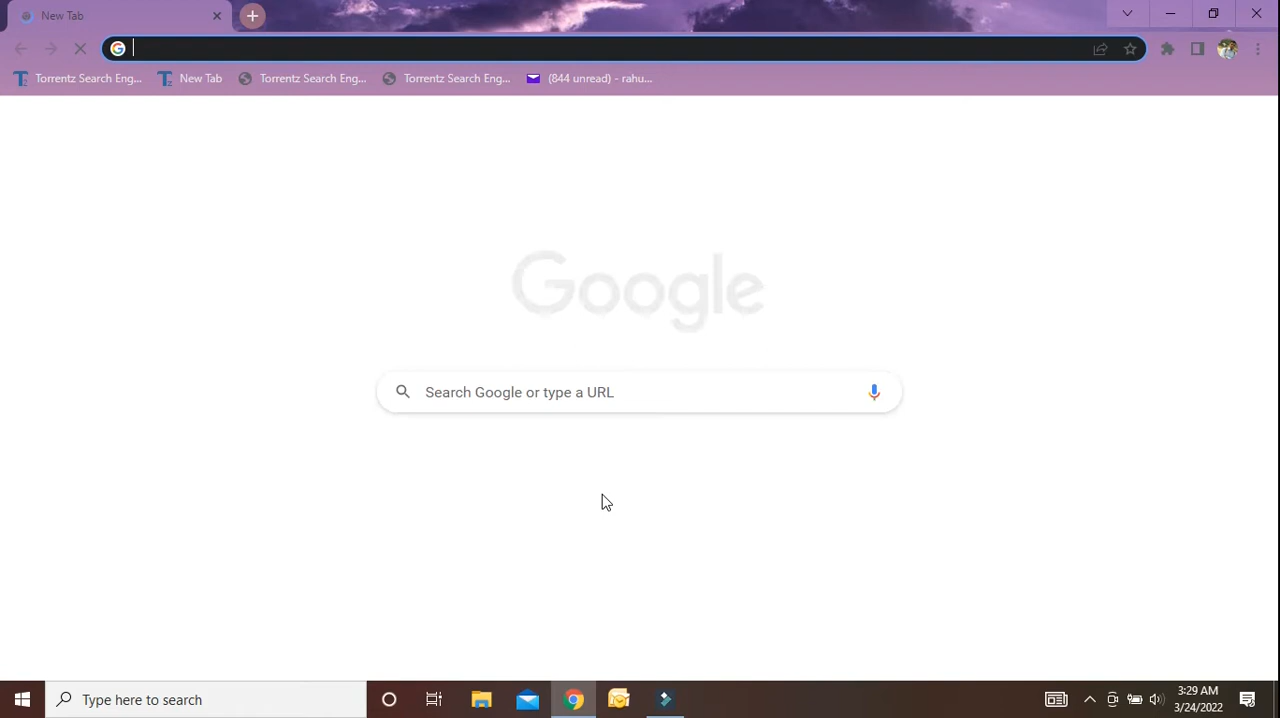 New Tab
Torrentz Search Eng... New Tab Torrentz Search Eng... Torrentz Search Eng... (844 unread) - rahu...
Google
Search Google or type a URL
Type here to search
3:29 AM
3/24/2022